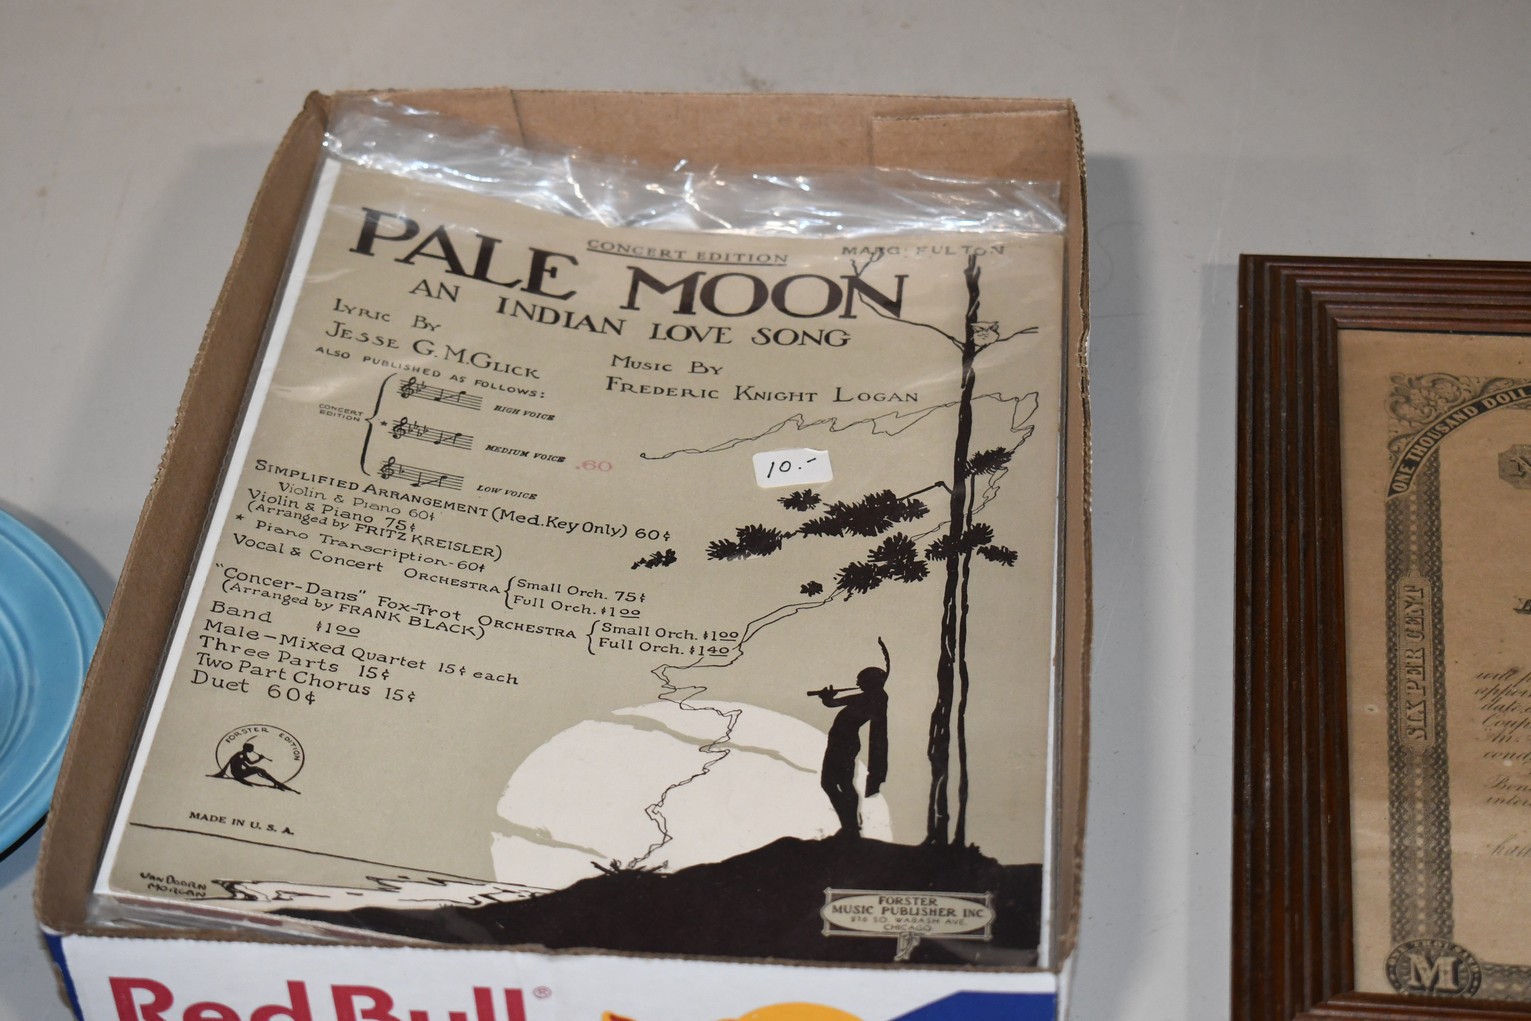 CONCERT EDITION
MARG. FULTON
PALE MOON
AN INDIAN LOVE SONG
LYRIC BY
JESSE G. M. GLICK
MUSIC BY
FREDERIC KNIGHT LOGAN
ALSO PUBLISHED AS FOLLOWS:
CONCERT
EDITION
HIGH VOICE
* MEDIUM VOICE .60
LOW VOICE
10.-
SIMPLIFIED ARRANGEMENT (Med. Key Only) 60¢
Violin & Piano 60¢
Violin & Piano 75¢
(Arranged by FRITZ KREISLER)
* Piano Transcription-60¢
Vocal & Concert ORCHESTRA { Small Orch. 75¢
Full Orch. $1.00
"Concer-Dans" Fox-Trot ORCHESTRA { Small Orch. $1.00
(Arranged by FRANK BLACK) Full Orch. $1.40
Band $1.00
Male-Mixed Quartet 15¢ each
Three Parts 15¢
Two Part Chorus 15¢
Duet 60¢
FORSTER EDITION
MADE IN U. S. A.
VAN DOORN
MORGAN
FORSTER
MUSIC PUBLISHER INC
SO. WABASH AVE.
CHICAGO
Red Bull®
ONE THOUSAND DOLL
SIX PER CENT
M